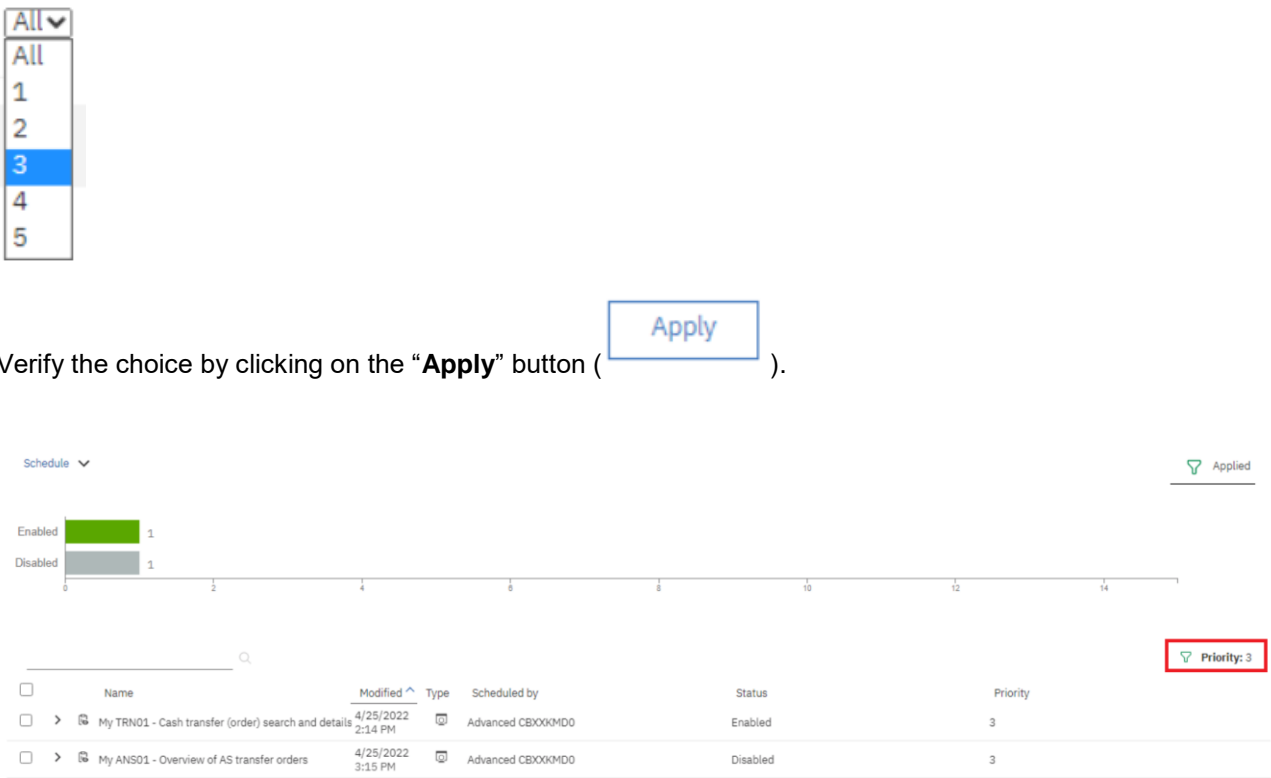 All
All
1
2
3
4
5
Apply
Verify the choice by clicking on the “Apply” button ( ).
Schedule
Applied
Enabled 1
Disabled 1
0 2 4 6 8 10 12 14
Priority: 3
Name Modified Type Scheduled by Status Priority
My TRN01 - Cash transfer (order) search and details 4/25/2022 2:14 PM Advanced CBXXKMD0 Enabled 3
My ANS01 - Overview of AS transfer orders 4/25/2022 3:15 PM Advanced CBXXKMD0 Disabled 3